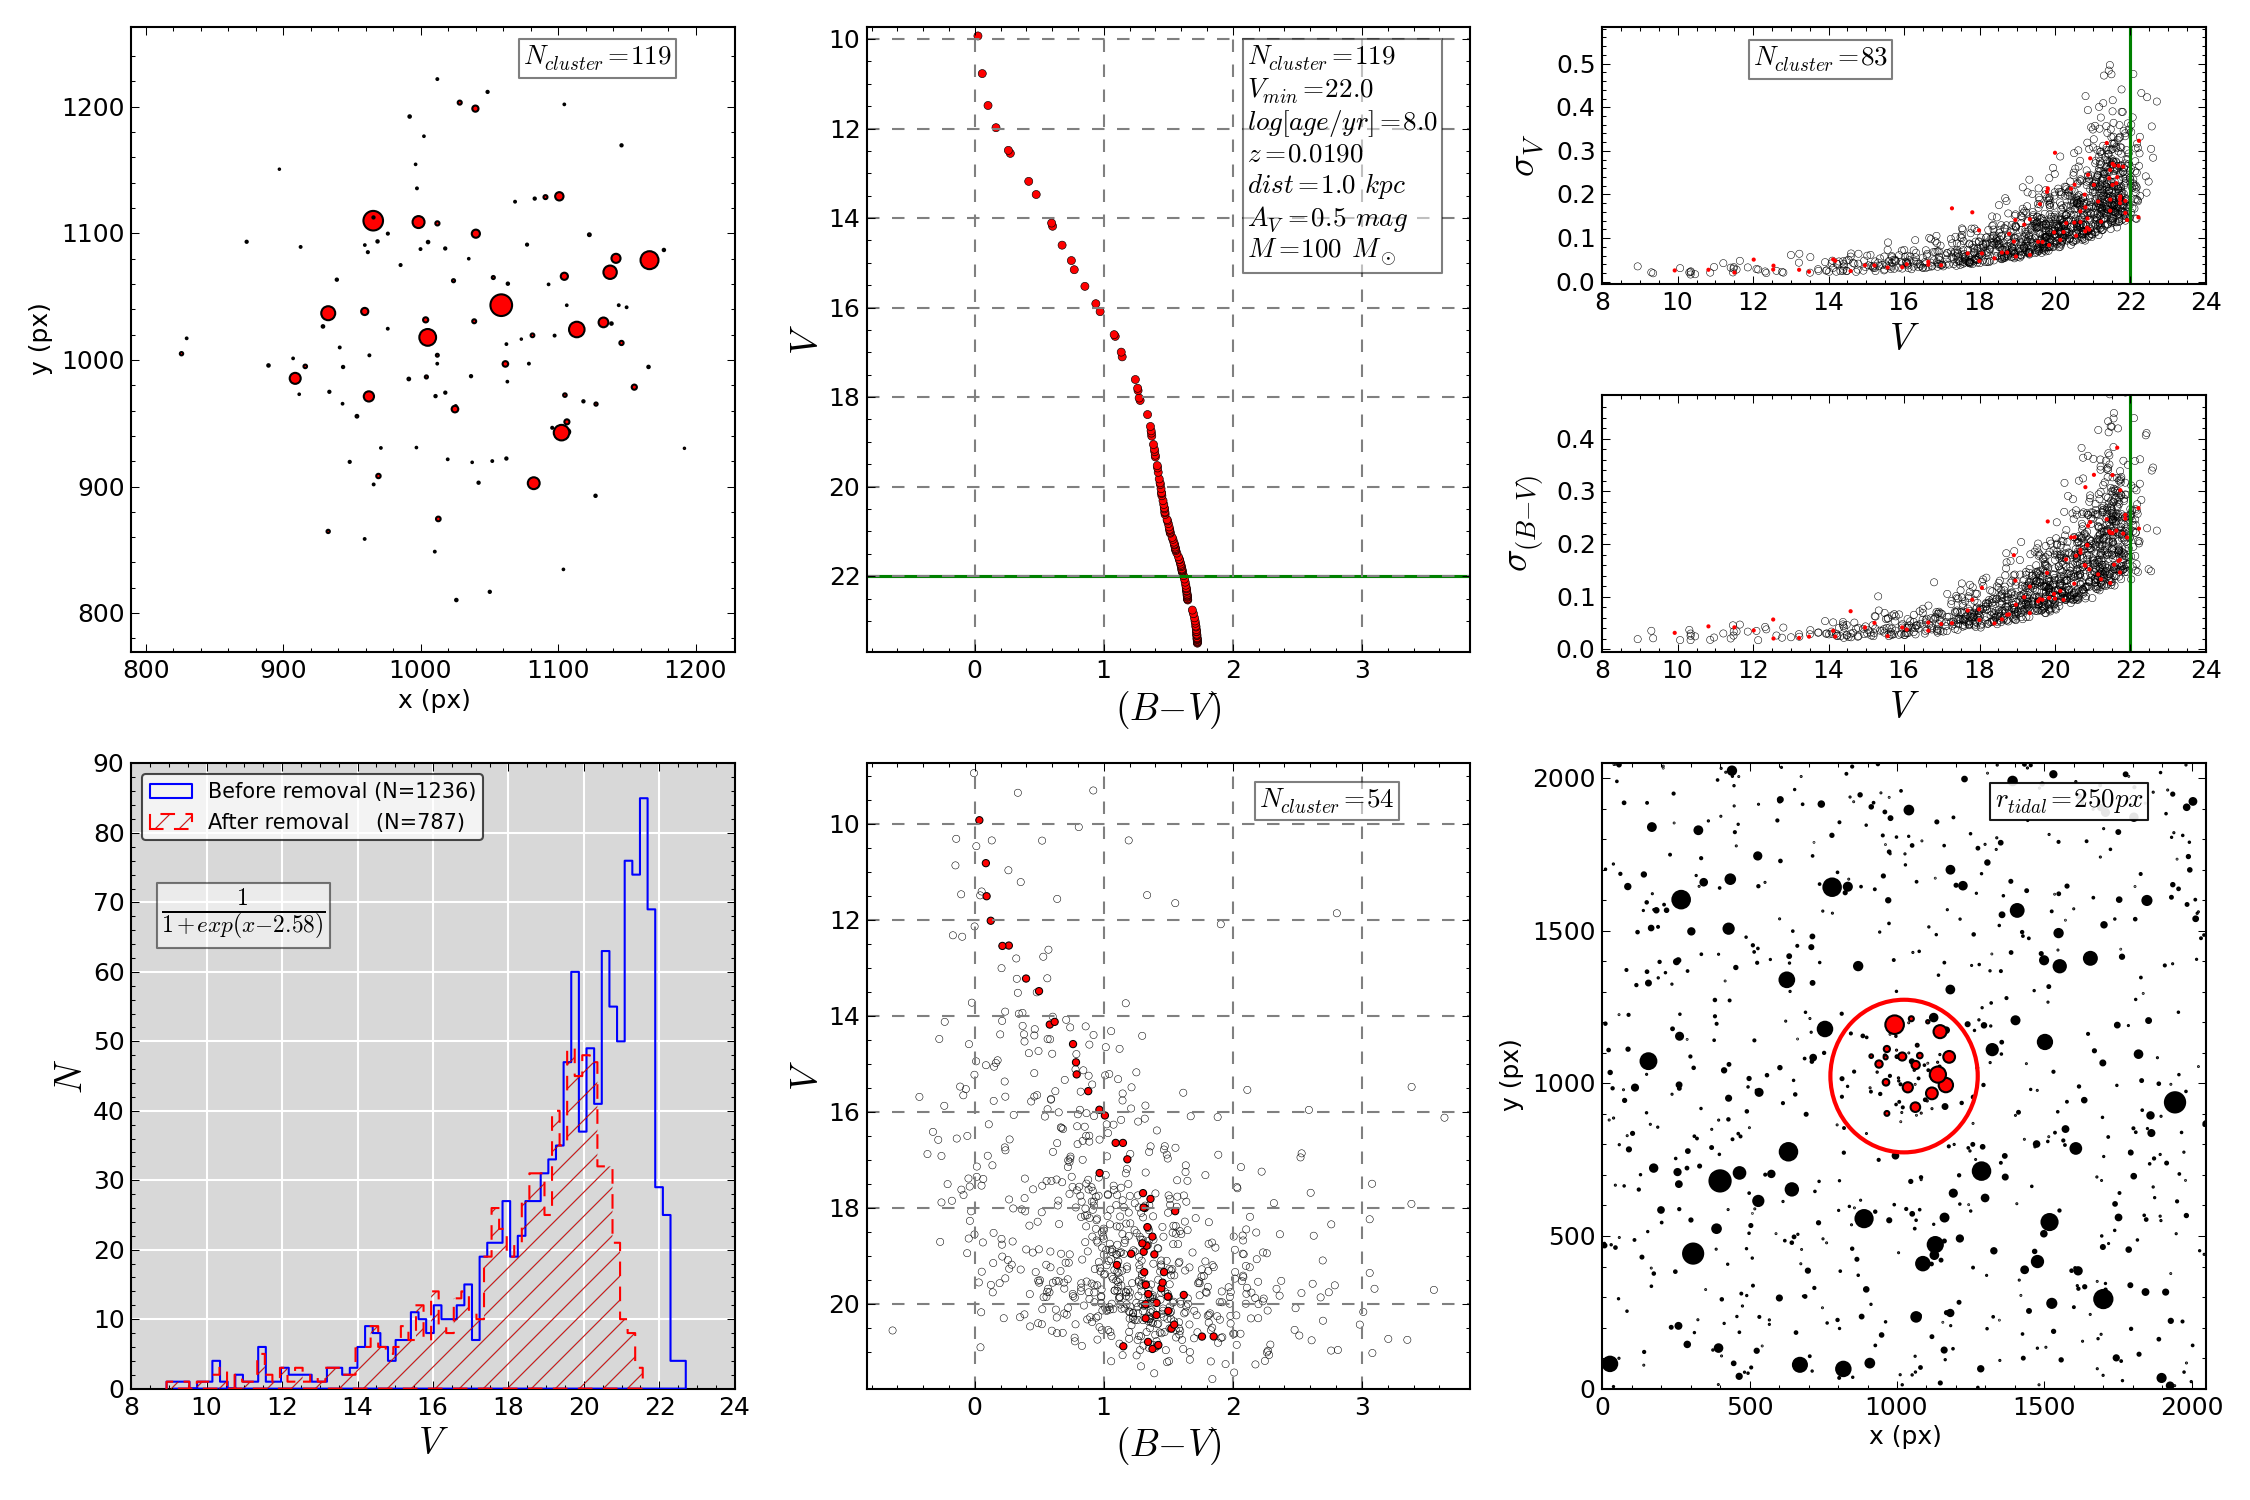 N_cluster=119
1200
1100
1000
900
800
y (px)
800 900 1000 1100 1200
x (px)
10
12
14
16
18
20
22
V
N_cluster=119
V_min=22.0
log[age/yr]=8.0
z=0.0190
dist=1.0 kpc
A_V=0.5 mag
M=100 M_⊙
0 1 2 3
(B−V)
N_cluster=83
0.5
0.4
0.3
0.2
0.1
0.0
σ_V
8 10 12 14 16 18 20 22 24
V
0.4
0.3
0.2
0.1
0.0
σ_(B−V)
8 10 12 14 16 18 20 22 24
V
90
80
70
60
50
40
30
20
10
0
N
Before removal (N=1236)
After removal (N=787)
1
1+exp(x−2.58)
8 10 12 14 16 18 20 22 24
V
N_cluster=54
10
12
14
16
18
20
V
0 1 2 3
(B−V)
r_tidal=250px
2000
1500
1000
500
0
y (px)
0 500 1000 1500 2000
x (px)